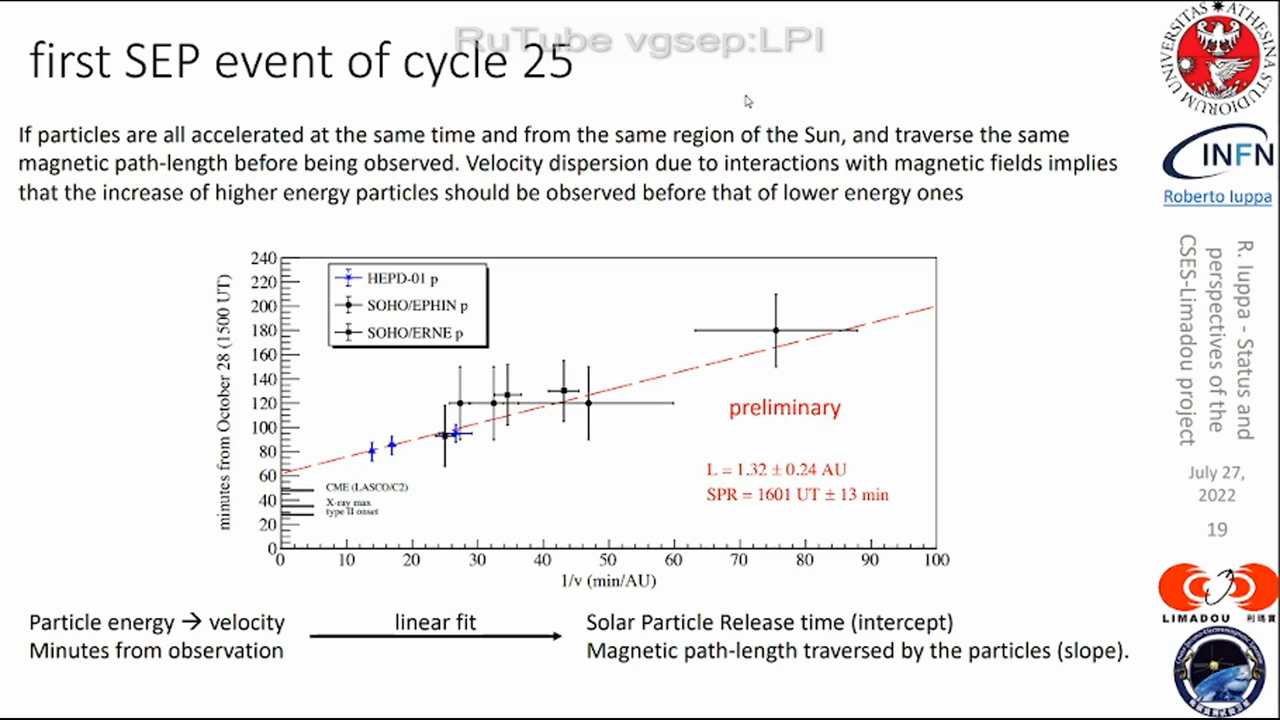 RuTube vgsep:LPI
first SEP event of cycle 25
If particles are all accelerated at the same time and from the same region of the Sun, and traverse the same
magnetic path-length before being observed. Velocity dispersion due to interactions with magnetic fields implies
that the increase of higher energy particles should be observed before that of lower energy ones
minutes from October 28 (1500 UT)
240
220
200
180
160
140
120
100
80
60
40
20
0
HEPD-01 p
SOHO/EPHIN p
SOHO/ERNE p
preliminary
L = 1.32 ± 0.24 AU
SPR = 1601 UT ± 13 min
CME (LASCO/C2)
X-ray max
type II onset
0 10 20 30 40 50 60 70 80 90 100
1/v (min/AU)
Particle energy → velocity
Minutes from observation
linear fit
Solar Particle Release time (intercept)
Magnetic path-length traversed by the particles (slope).
UNIVERSITAS ATHESINA STUDIORUM
INFN
Roberto Iuppa
R. Iuppa - Status and
perspectives of the
CSES-Limadou project
July 27,
2022
19
LIMADOU 利瑪竇